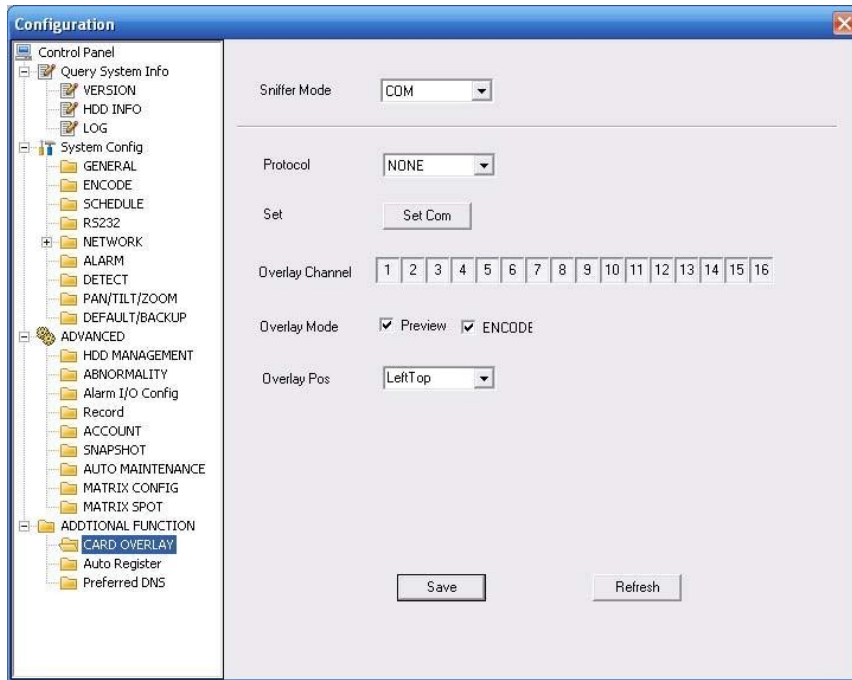 Configuration
Control Panel
Query System Info
VERSION
HDD INFO
LOG
System Config
GENERAL
ENCODE
SCHEDULE
RS232
NETWORK
ALARM
DETECT
PAN/TILT/ZOOM
DEFAULT/BACKUP
ADVANCED
HDD MANAGEMENT
ABNORMALITY
Alarm I/O Config
Record
ACCOUNT
SNAPSHOT
AUTO MAINTENANCE
MATRIX CONFIG
MATRIX SPOT
ADDTIONAL FUNCTION
CARD OVERLAY
Auto Register
Preferred DNS
Sniffer Mode COM
Protocol NONE
Set Set Com
Overlay Channel 1 2 3 4 5 6 7 8 9 10 11 12 13 14 15 16
Overlay Mode Preview ENCODE
Overlay Pos LeftTop
Save Refresh